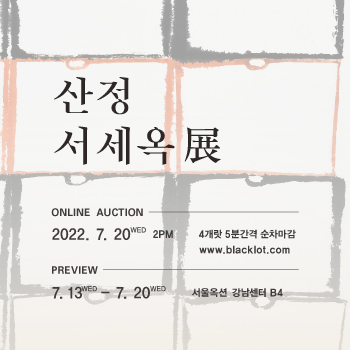 산정
서세옥 展
ONLINE AUCTION
2022. 7. 20WED 2PM 4개랏 5분간격 순차마감
www.blacklot.com
PREVIEW
7. 13WED - 7. 20WED 서울옥션 강남센터 B4